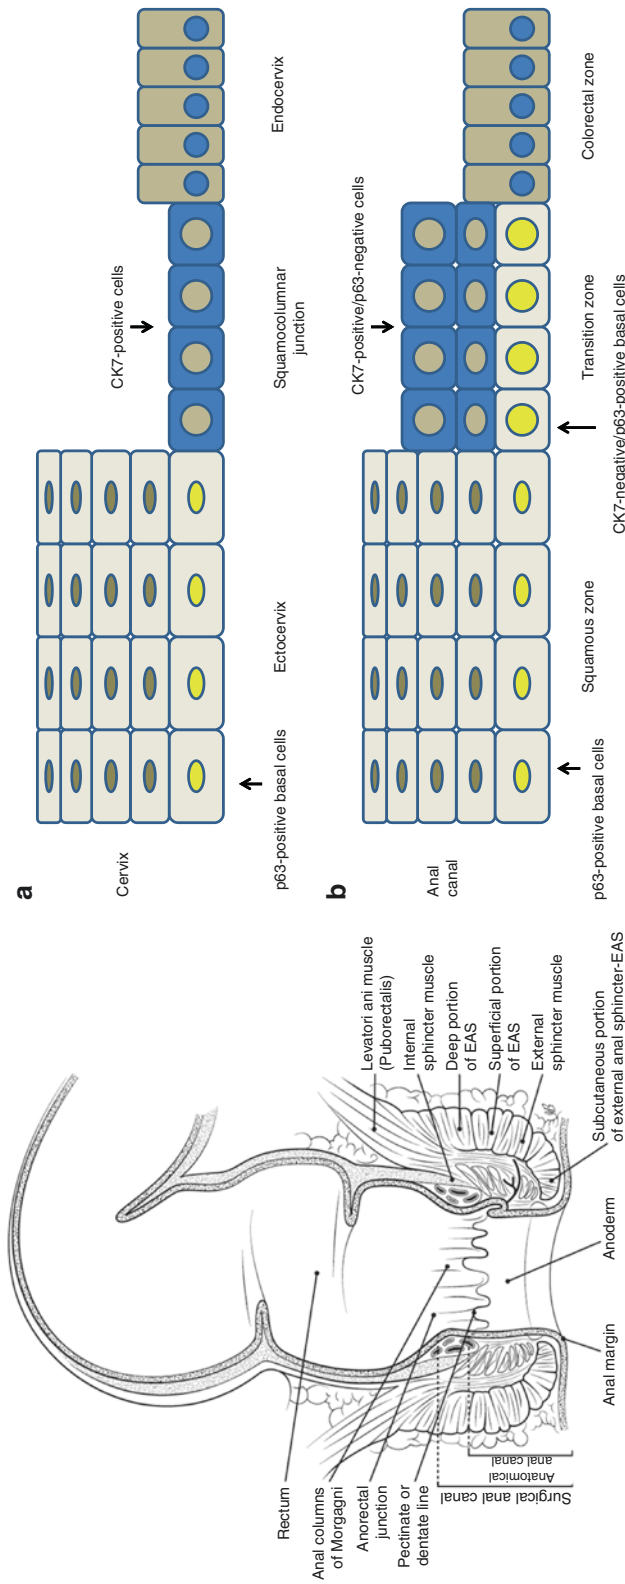 Rectum
Anal columns
of Morgagni
Anorectal
junction
Pectinate or
dentate line
Surgical anal canal
Anatomical
anal canal
Anal margin
Anoderm
Levatori ani muscle
(Puborectalis)
Internal
sphincter muscle
Deep portion
of EAS
Superficial portion
of EAS
External
sphincter muscle
Subcutaneous portion
of external anal sphincter-EAS
a
Cervix
CK7-positive cells
p63-positive basal cells
Ectocervix
Squamocolumnar
junction
Endocervix
b
Anal
canal
CK7-positive/p63-negative cells
p63-positive basal cells
Squamous zone
Transition zone
Colorectal zone
CK7-negative/p63-positive basal cells